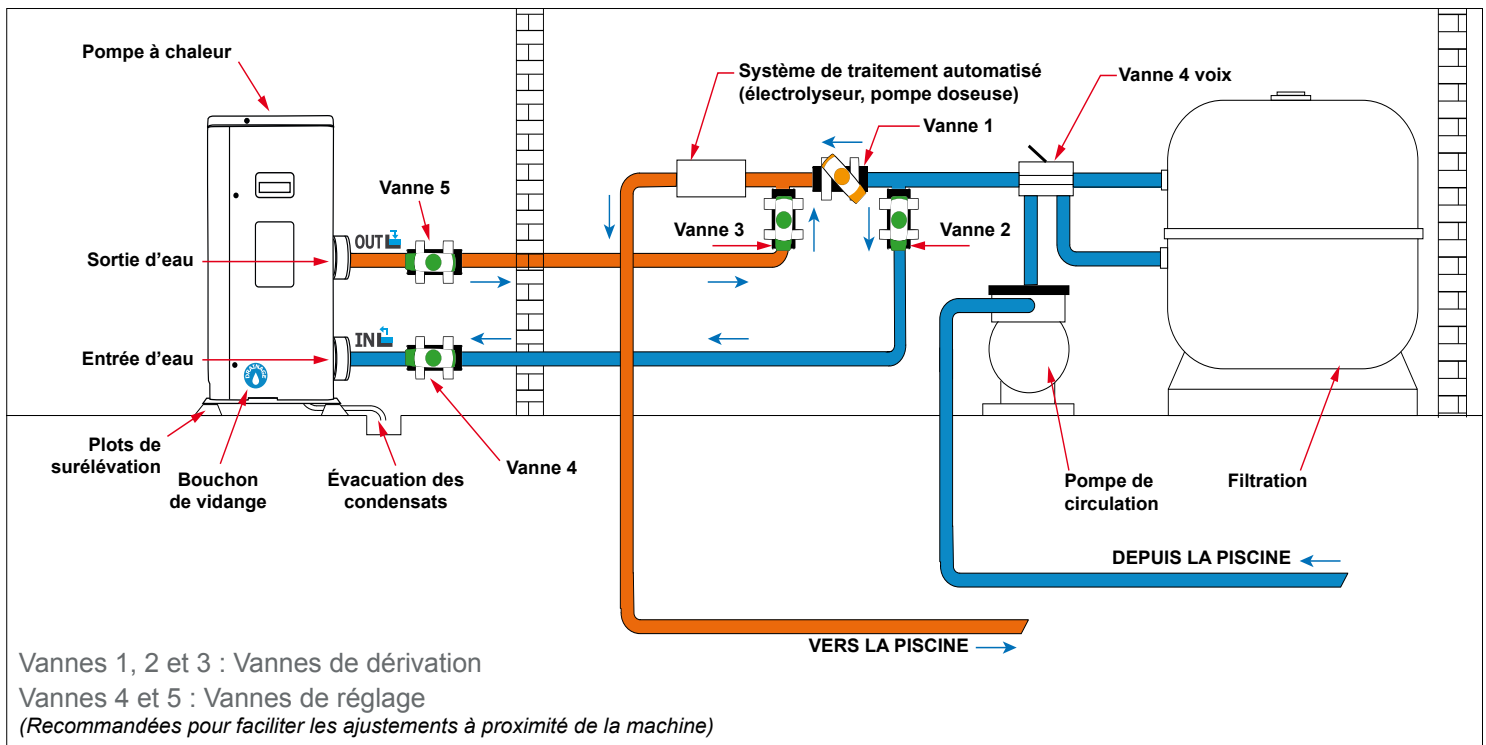 Pompe à chaleur
Système de traitement automatisé
(électrolyseur, pompe doseuse)
Vanne 4 voix
Vanne 1
Vanne 5
Vanne 3
Vanne 2
OUT
Sortie d'eau
IN
Entrée d'eau
DRAINAGE
Plots de
surélévation
Bouchon
de vidange
Évacuation des
condensats
Vanne 4
Pompe de
circulation
Filtration
DEPUIS LA PISCINE
VERS LA PISCINE
Vannes 1, 2 et 3 : Vannes de dérivation
Vannes 4 et 5 : Vannes de réglage
(Recommandées pour faciliter les ajustements à proximité de la machine)